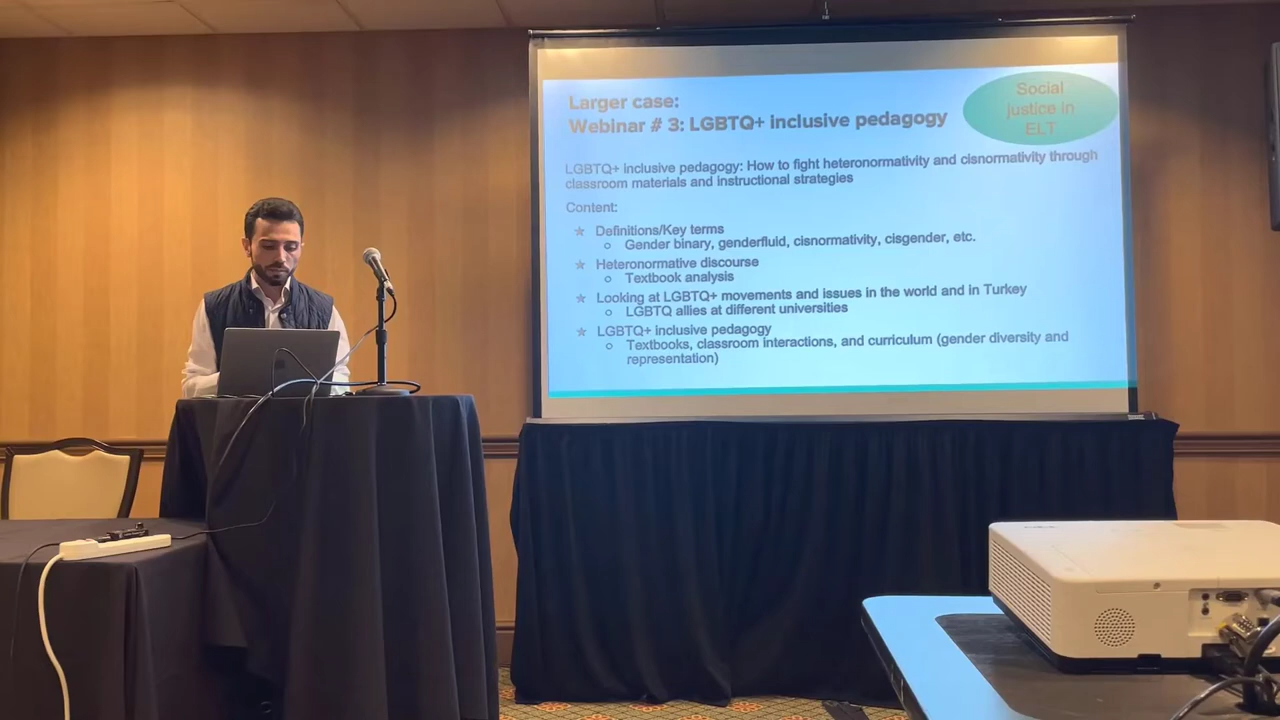 Larger case:
Webinar # 3: LGBTQ+ inclusive pedagogy
Social
justice in
ELT
LGBTQ+ inclusive pedagogy: How to fight heteronormativity and cisnormativity through
classroom materials and instructional strategies
Content:
Definitions/Key terms
Gender binary, genderfluid, cisnormativity, cisgender, etc.
Heteronormative discourse
Textbook analysis
Looking at LGBTQ+ movements and issues in the world and in Turkey
LGBTQ allies at different universities
LGBTQ+ inclusive pedagogy
Textbooks, classroom interactions, and curriculum (gender diversity and
representation)